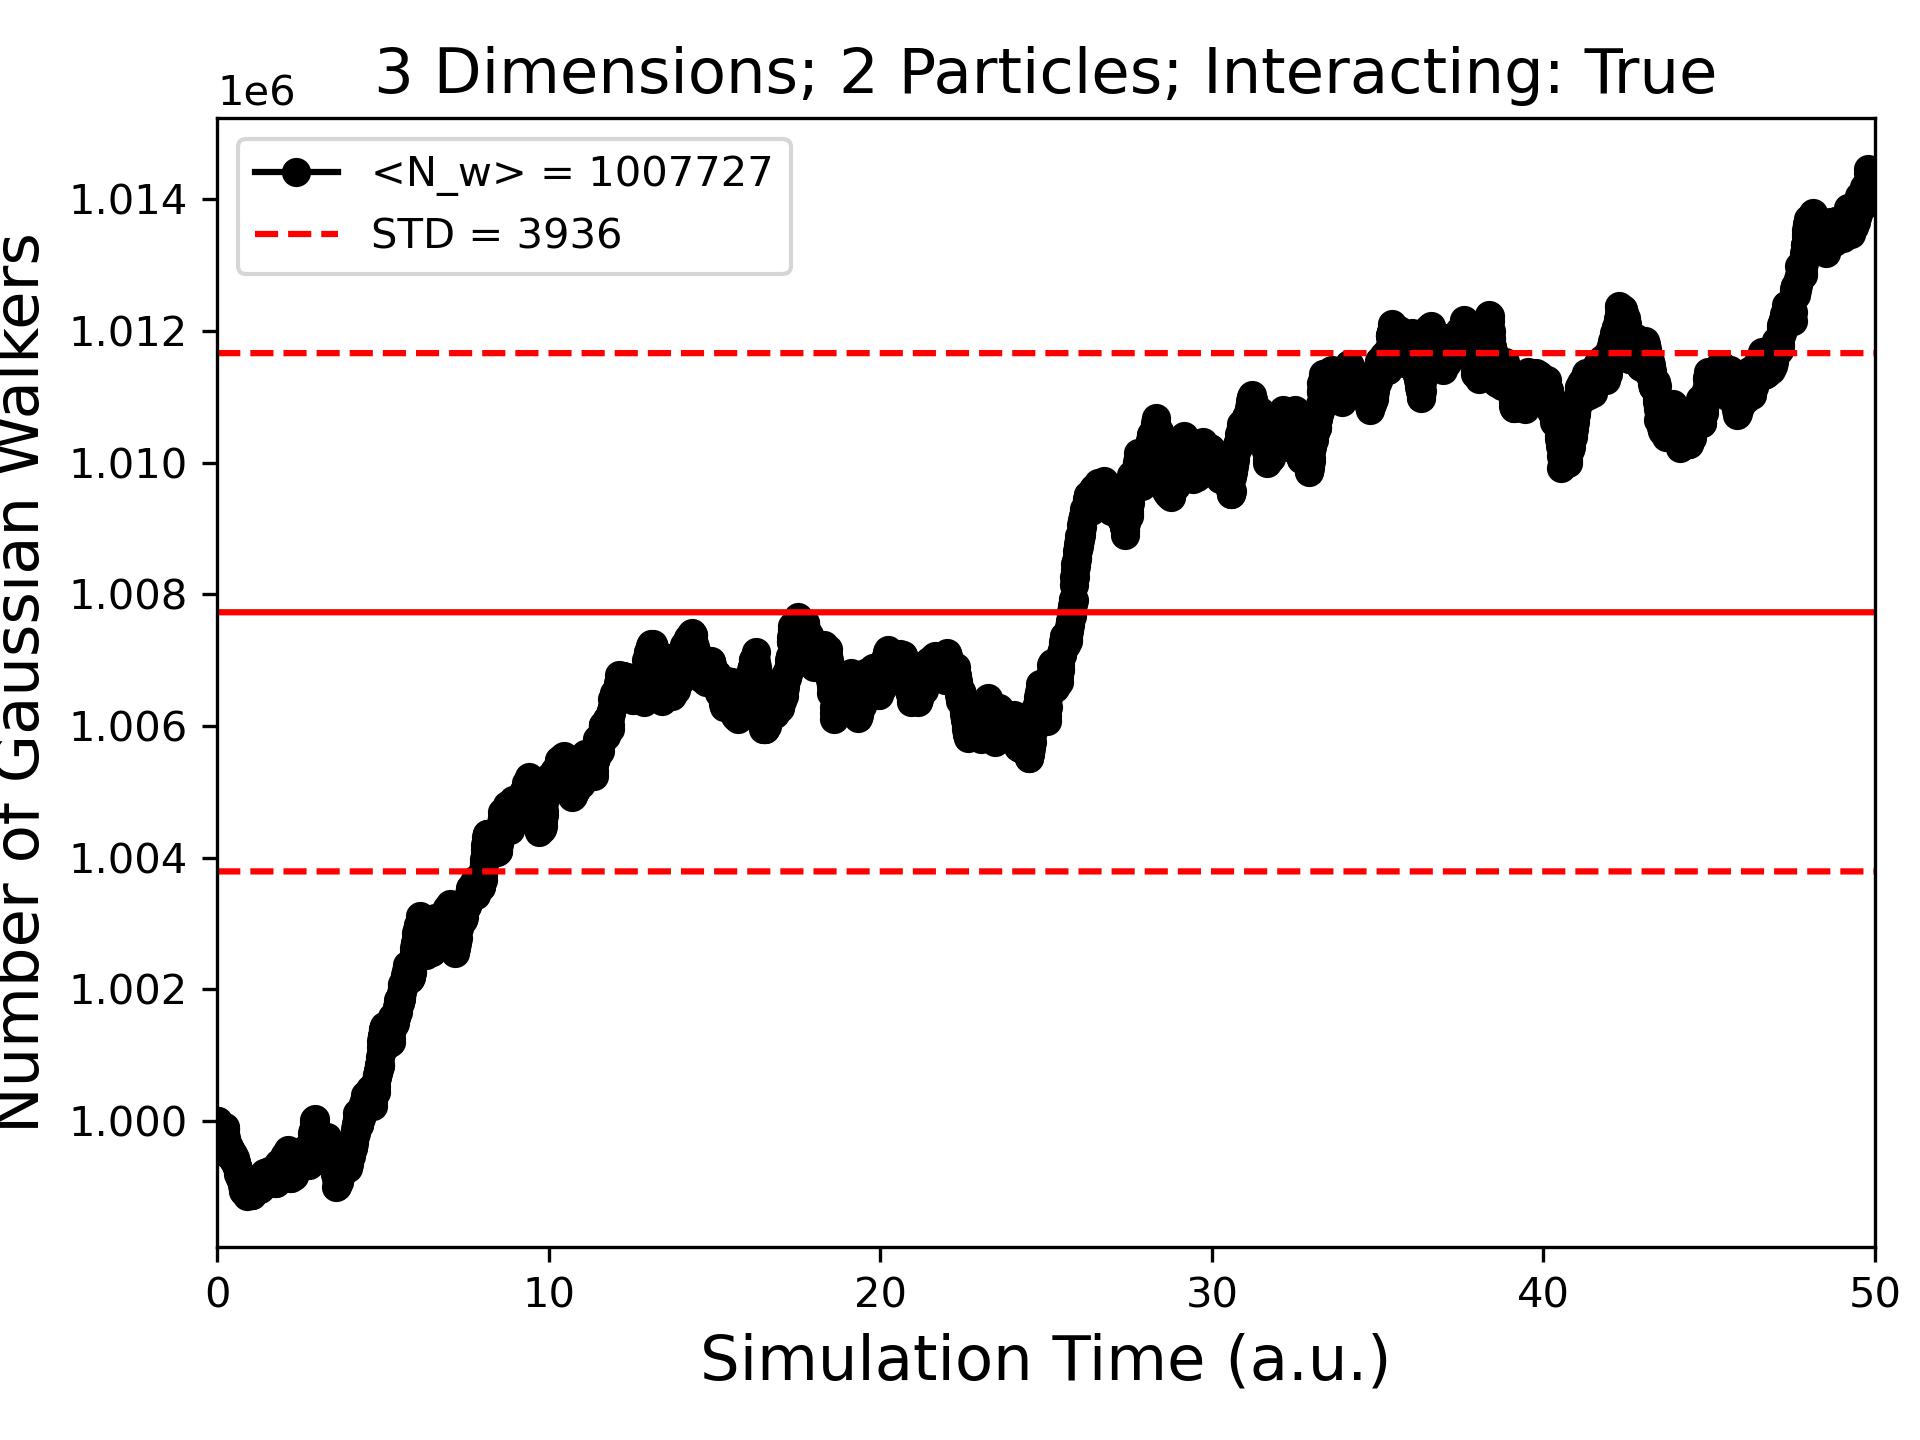 3 Dimensions; 2 Particles; Interacting: True
1e6
<N_w> = 1007727
STD = 3936
1.014
1.012
1.010
1.008
1.006
1.004
1.002
1.000
Number of Gaussian Walkers
0 10 20 30 40 50
Simulation Time (a.u.)